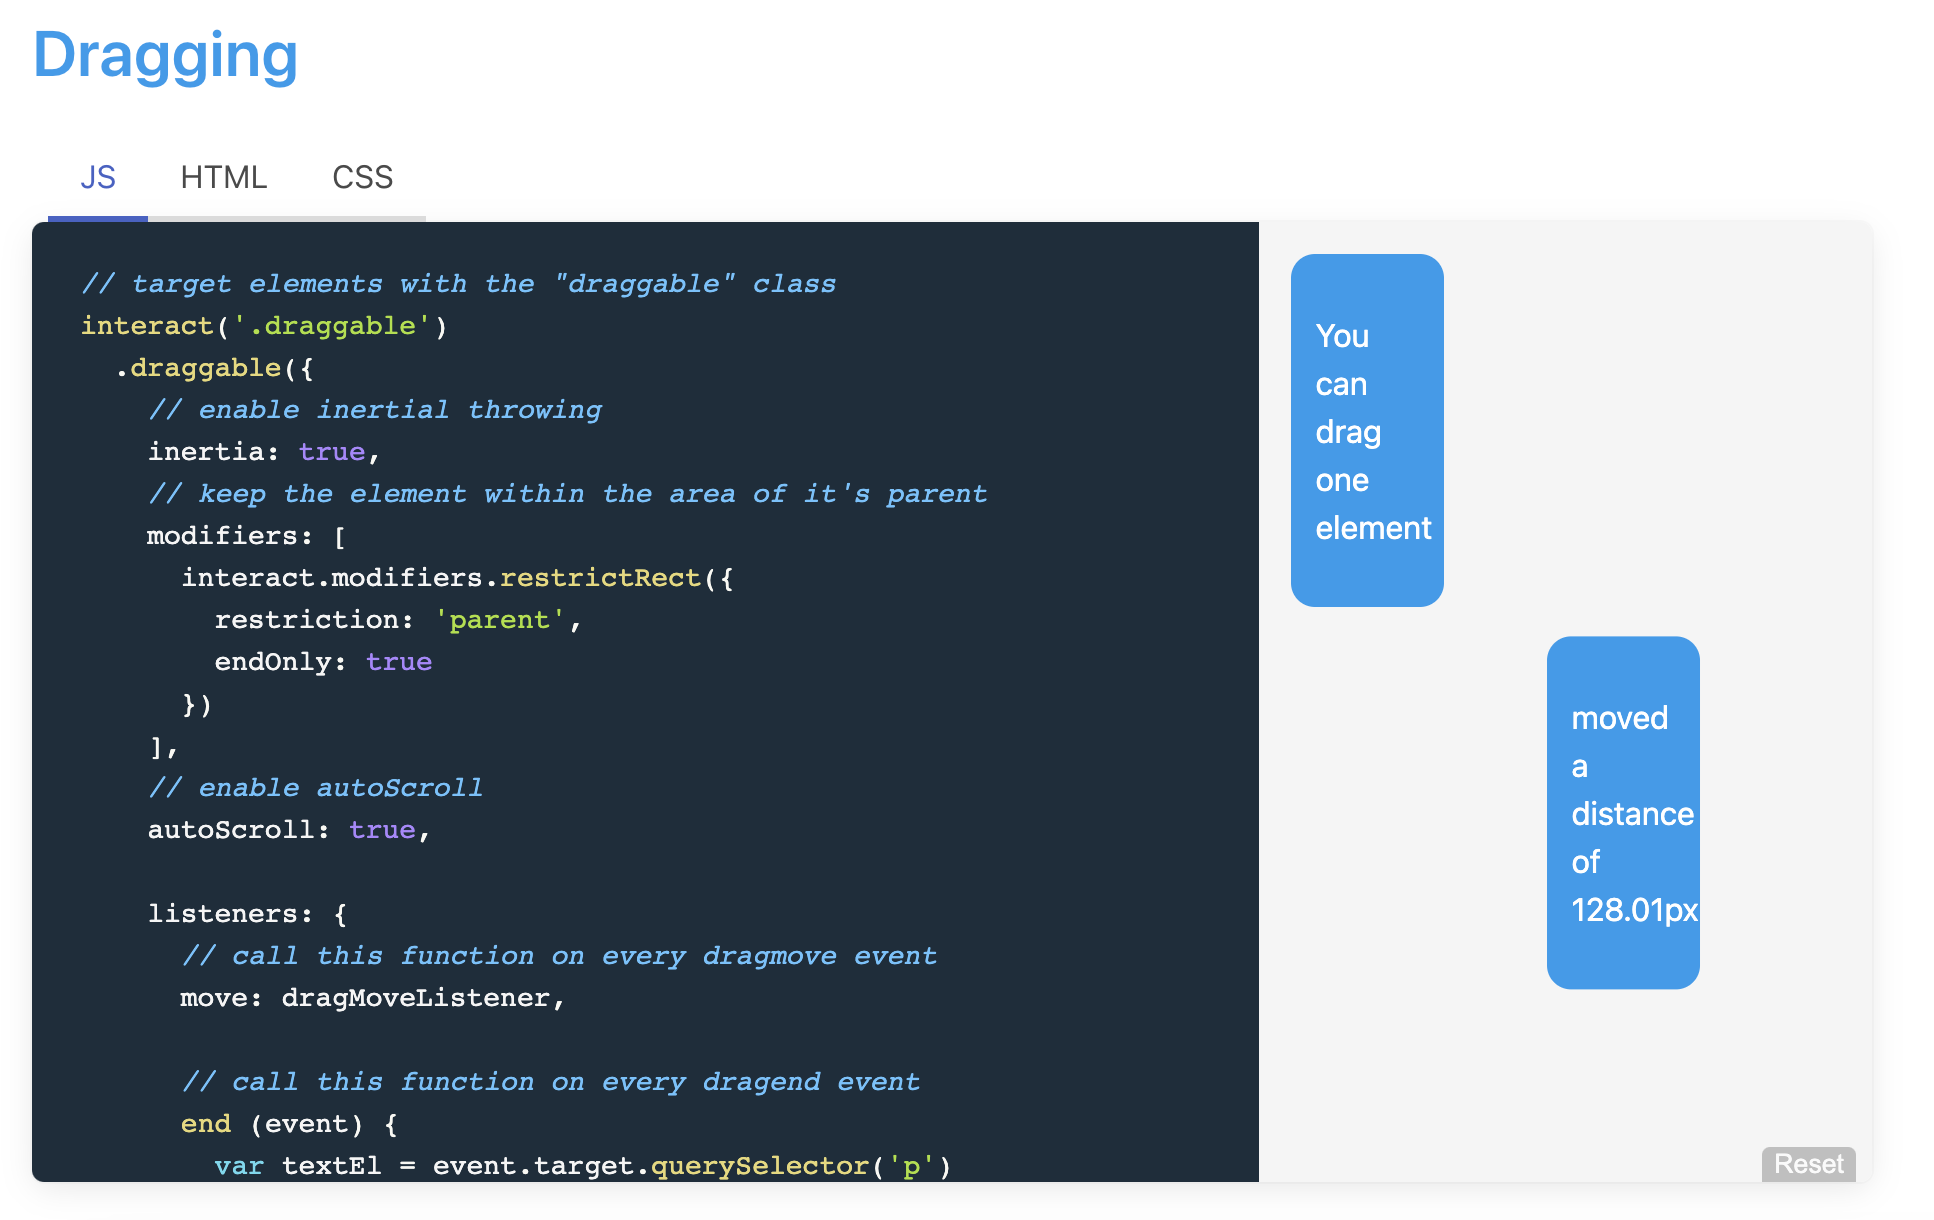 Dragging
JS HTML CSS
// target elements with the "draggable" class
interact('.draggable')
  .draggable({
    // enable inertial throwing
    inertia: true,
    // keep the element within the area of it's parent
    modifiers: [
      interact.modifiers.restrictRect({
        restriction: 'parent',
        endOnly: true
      })
    ],
    // enable autoScroll
    autoScroll: true,
    listeners: {
      // call this function on every dragmove event
      move: dragMoveListener,
      // call this function on every dragend event
      end (event) {
        var textEl = event.target.querySelector('p')
You
can
drag
one
element
moved
a
distance
of
128.01px
Reset